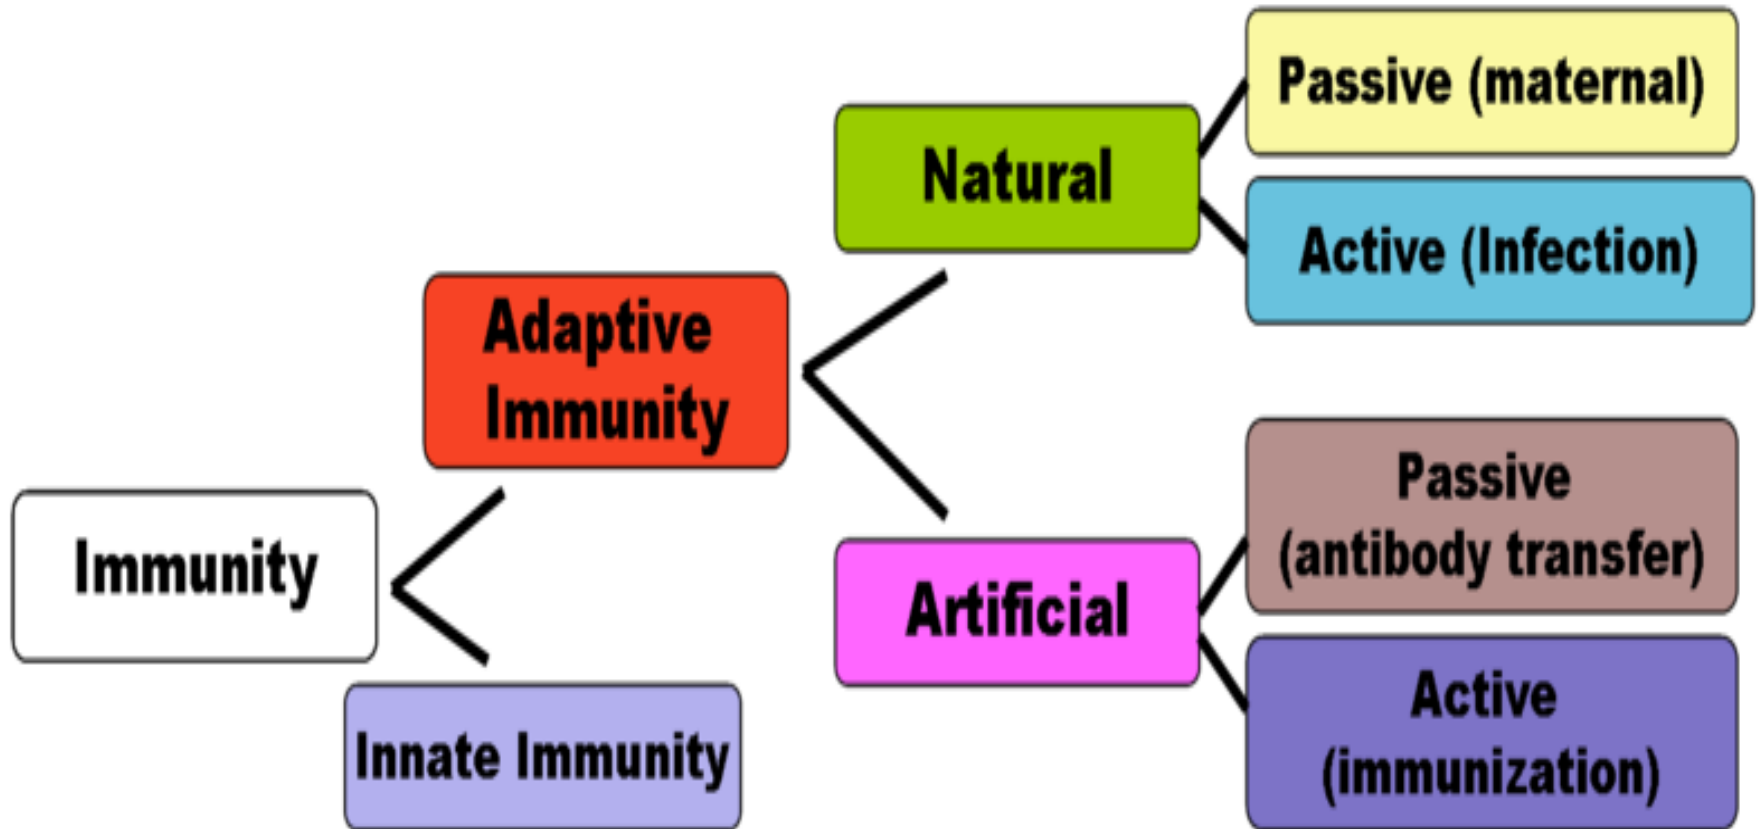 Passive (maternal)
Natural
Active (Infection)
Adaptive
Immunity
Passive
(antibody transfer)
Immunity
Artificial
Active
(immunization)
Innate Immunity